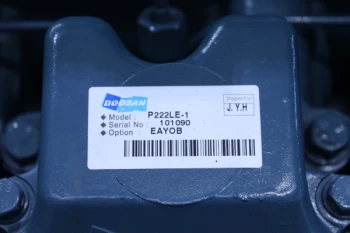 DOOSAN
Inspector
J.Y.H
◆ Model : P222LE-1
◆ Serial No : 101090
◆ Option : EAYOB